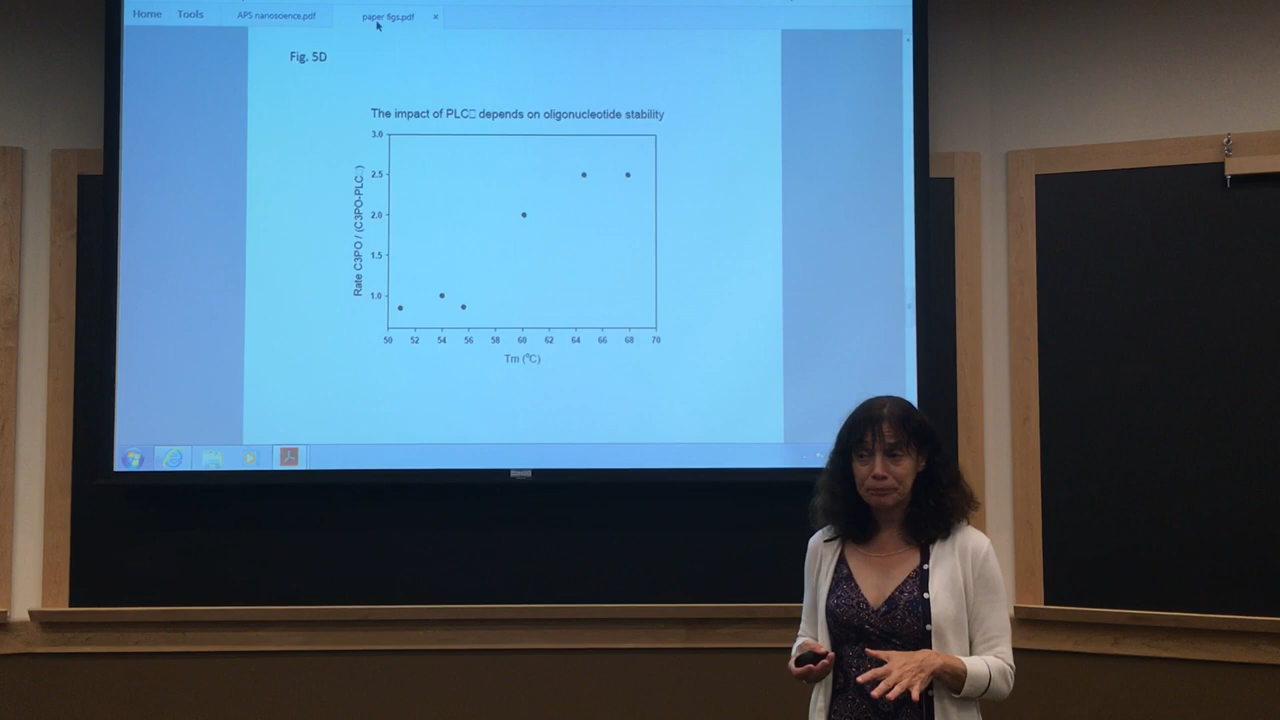 Home Tools APS nanoscience.pdf paper figs.pdf ×
Fig. 5D
The impact of PLC□ depends on oligonucleotide stability
3.0
2.5
2.0
1.5
1.0
Rate C3PO / (C3PO-PLC□)
50 52 54 56 58 60 62 64 66 68 70
Tm (°C)